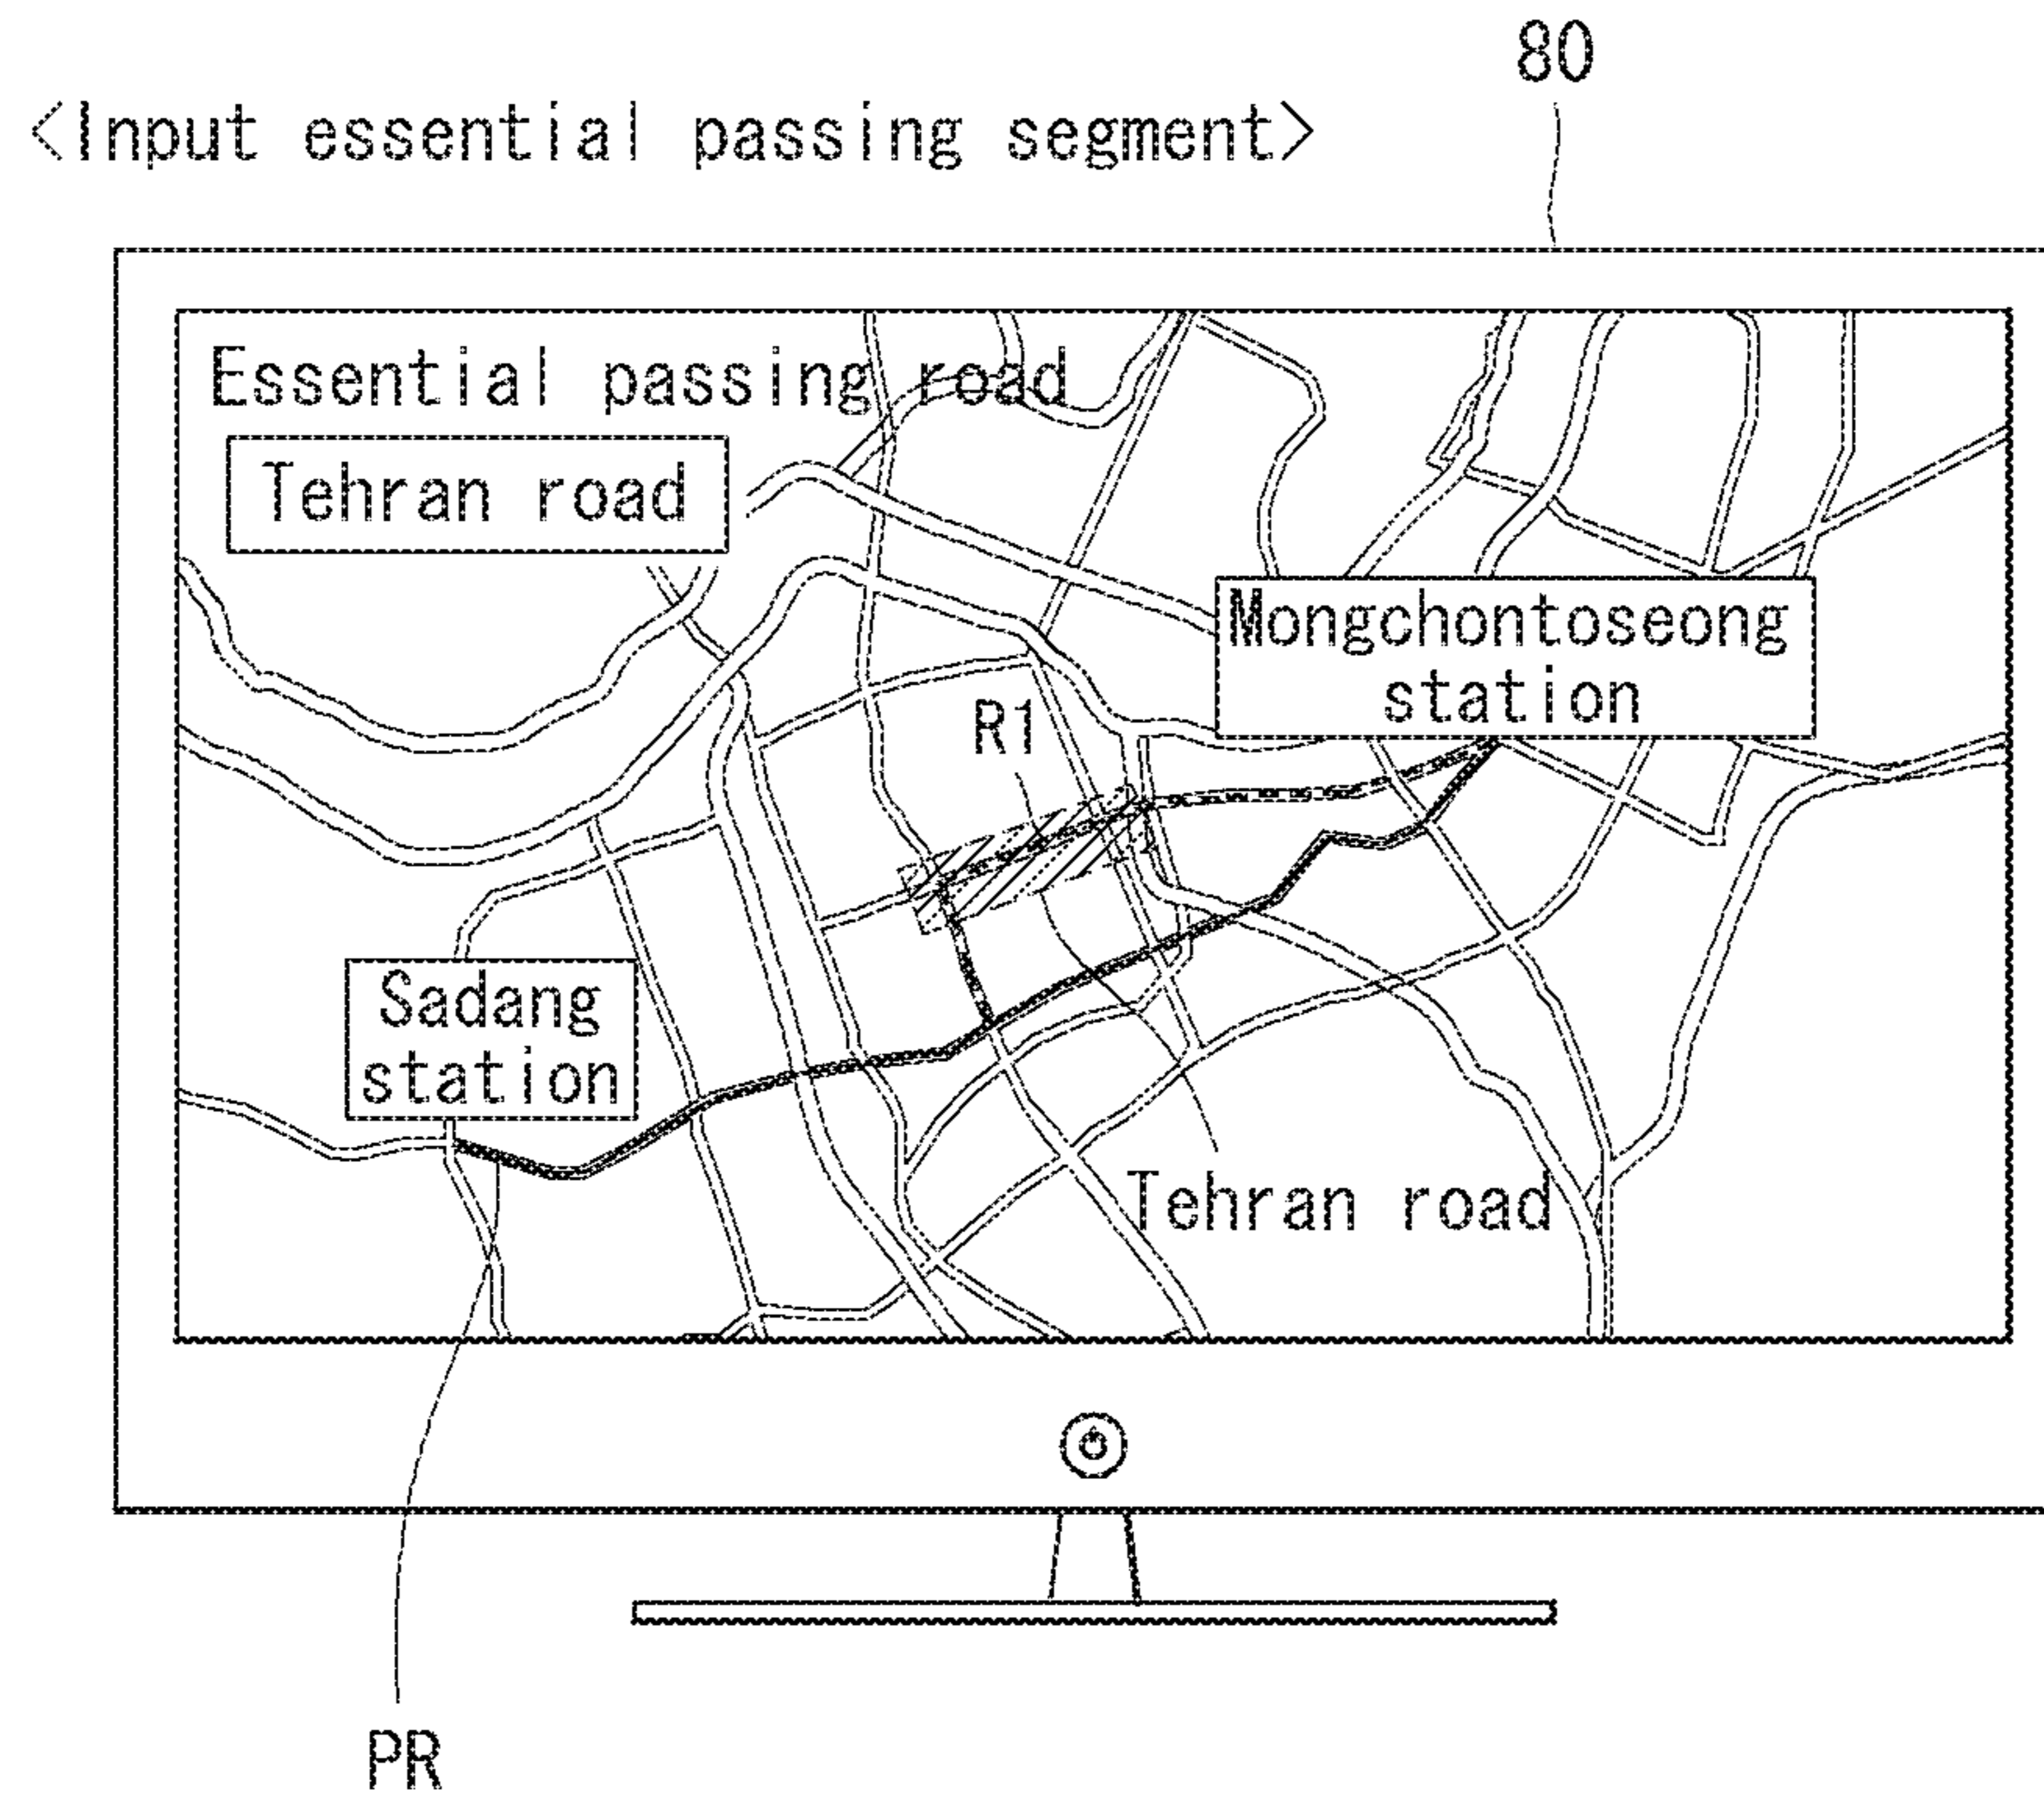 80
<Input essential passing segment>
Essential passing road
Tehran road
Mongchontoseong
station
R1
Sadang
station
Tehran road
PR